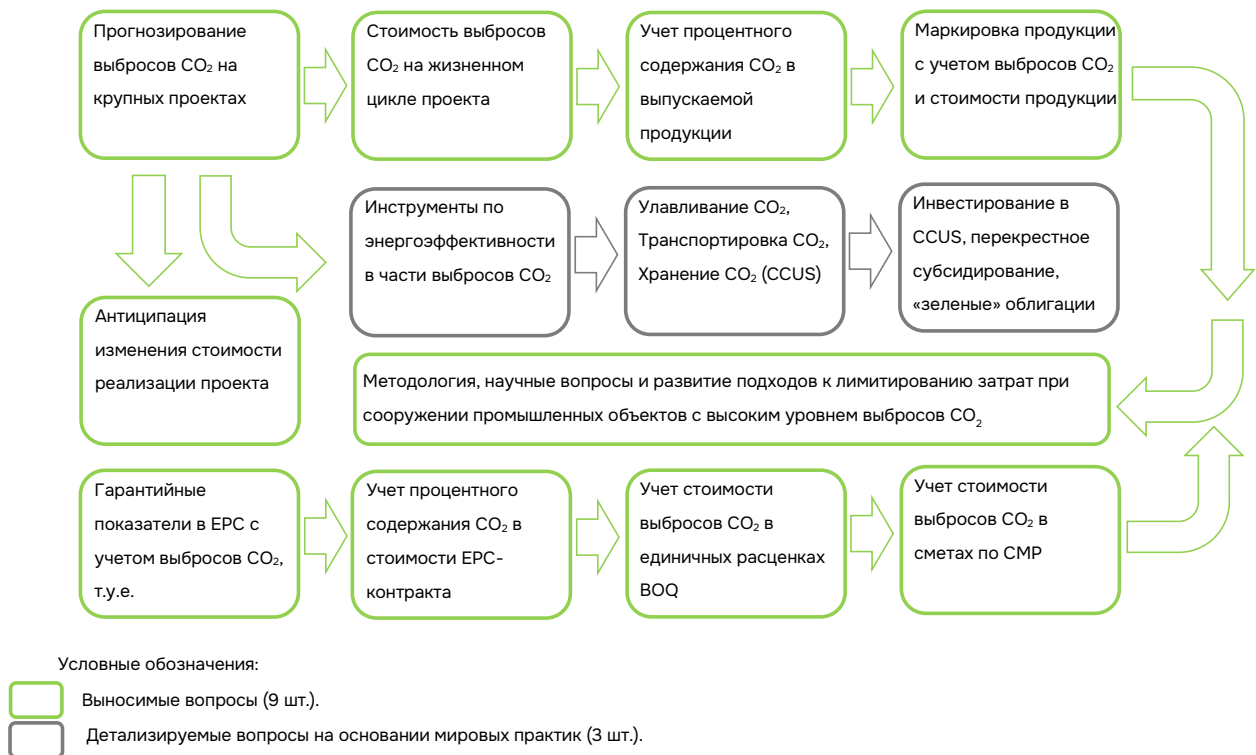 Прогнозирование
выбросов CO₂ на
крупных проектах
Стоимость выбросов
CO₂ на жизненном
цикле проекта
Учет процентного
содержания CO₂ в
выпускаемой
продукции
Маркировка продукции
с учетом выбросов CO₂
и стоимости продукции
Инструменты по
энергоэффективности
в части выбросов CO₂
Улавливание CO₂,
Транспортировка CO₂,
Хранение CO₂ (CCUS)
Инвестирование в
CCUS, перекрестное
субсидирование,
«зеленые» облигации
Антиципация
изменения стоимости
реализации проекта
Методология, научные вопросы и развитие подходов к лимитированию затрат при
сооружении промышленных объектов с высоким уровнем выбросов CO₂
Гарантийные
показатели в EPC с
учетом выбросов CO₂,
т.у.е.
Учет процентного
содержания CO₂ в
стоимости EPC-
контракта
Учет стоимости
выбросов CO₂ в
единичных расценках
BOQ
Учет стоимости
выбросов CO₂ в
сметах по СМР
Условные обозначения:
Выносимые вопросы (9 шт.).
Детализируемые вопросы на основании мировых практик (3 шт.).